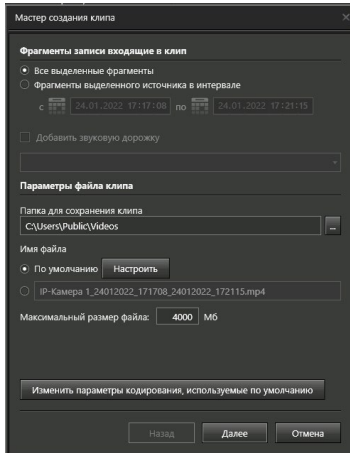 Мастер создания клипа
Фрагменты записи входящие в клип
Все выделенные фрагменты
Фрагменты выделенного источника в интервале
с 24.01.2022 17:17:08 по 24.01.2022 17:21:15
Добавить звуковую дорожку
Параметры файла клипа
Папка для сохранения клипа
C:\Users\Public\Videos ...
Имя файла
По умолчанию Настроить
IP-Камера 1_24012022_171708_24012022_172115.mp4
Максимальный размер файла: 4000 Мб
Изменить параметры кодирования, используемые по умолчанию
Назад Далее Отмена